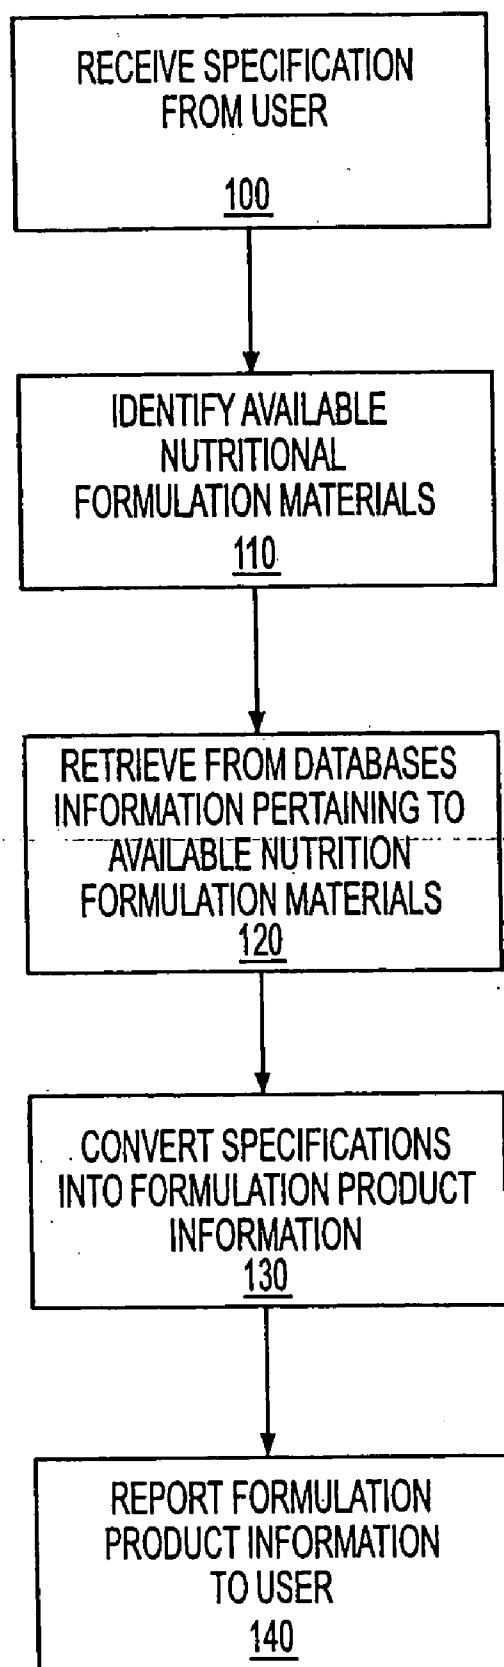 RECEIVE SPECIFICATION
FROM USER
100
IDENTIFY AVAILABLE
NUTRITIONAL
FORMULATION MATERIALS
110
RETRIEVE FROM DATABASES
INFORMATION PERTAINING TO
AVAILABLE NUTRITION
FORMULATION MATERIALS
120
CONVERT SPECIFICATIONS
INTO FORMULATION PRODUCT
INFORMATION
130
REPORT FORMULATION
PRODUCT INFORMATION
TO USER
140